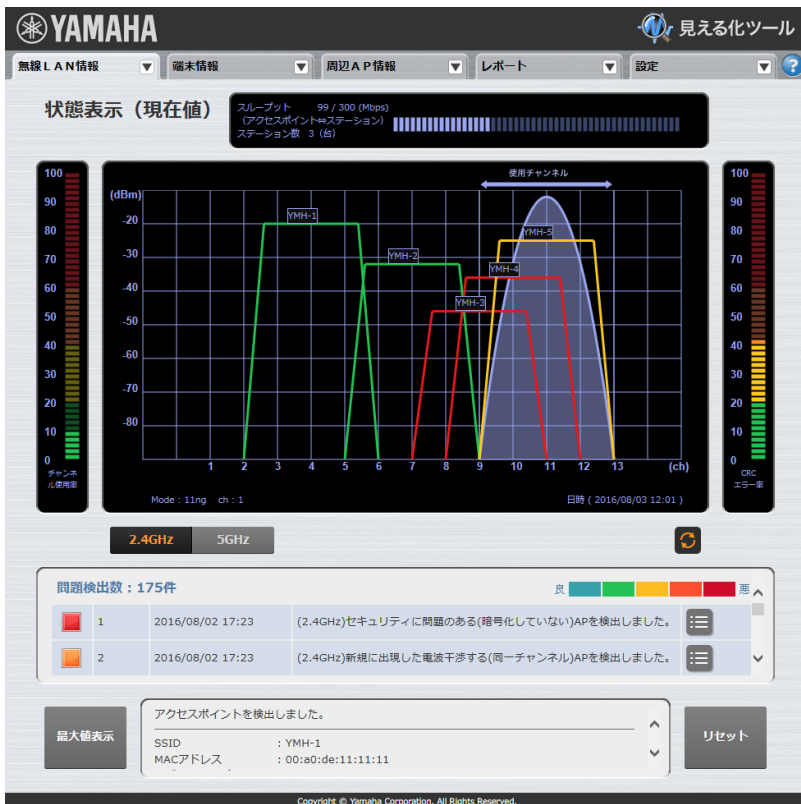 YAMAHA
見える化ツール
無線LAN情報 端末情報 周辺AP情報 レポート 設定 ?
状態表示（現在値）
スループット 99 / 300 (Mbps)
(アクセスポイント⇔ステーション)
ステーション数 3 (台)
使用チャンネル
(dBm)
100
90
80
70
60
50
40
30
20
10
0
チャンネ
ル使用率
-20
-30
-40
-50
-60
-70
-80
YMH-1
YMH-2
YMH-3
YMH-4
YMH-5
1 2 3 4 5 6 7 8 9 10 11 12 13 (ch)
Mode : 11ng ch : 1
日時 ( 2016/08/03 12:01 )
100
90
80
70
60
50
40
30
20
10
0
CRC
エラー率
2.4GHz 5GHz
問題検出数 : 175件
良 悪
1 2016/08/02 17:23 (2.4GHz)セキュリティに問題のある(暗号化していない)APを検出しました。
2 2016/08/02 17:23 (2.4GHz)新規に出現した電波干渉する(同一チャンネル)APを検出しました。
最大値表示
アクセスポイントを検出しました。
SSID : YMH-1
MACアドレス : 00:a0:de:11:11:11
リセット
Copyright © Yamaha Corporation. All Rights Reserved.